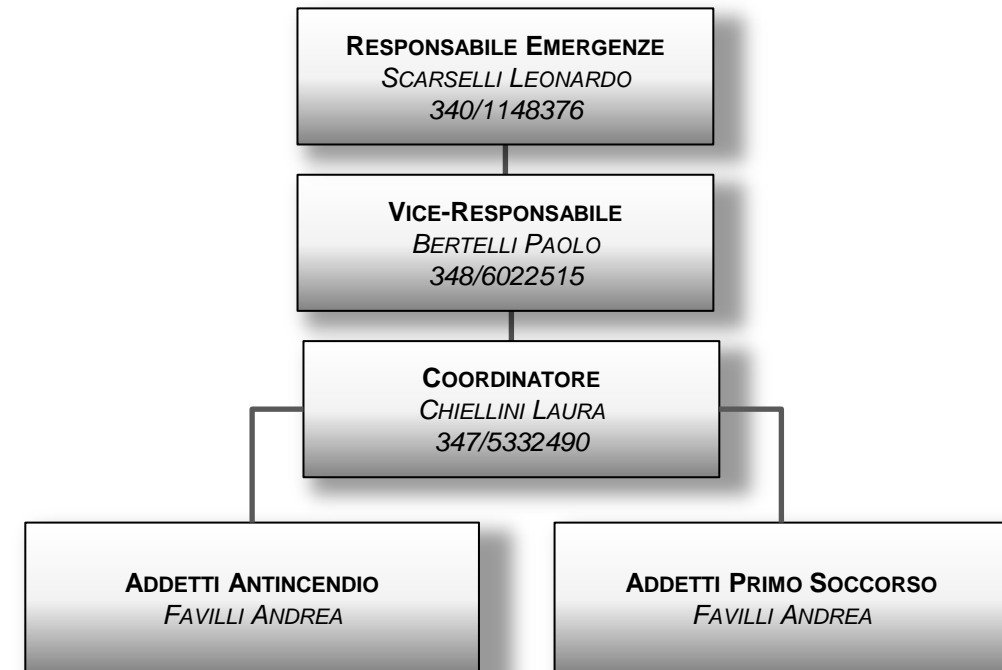 RESPONSABILE EMERGENZE
SCARSELLI LEONARDO
340/1148376
VICE-RESPONSABILE
BERTELLI PAOLO
348/6022515
COORDINATORE
CHIELLINI LAURA
347/5332490
ADDETTI ANTINCENDIO
FAVILLI ANDREA
ADDETTI PRIMO SOCCORSO
FAVILLI ANDREA